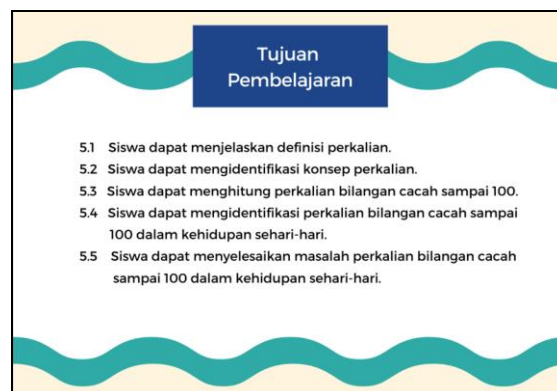 Tujuan
Pembelajaran
5.1 Siswa dapat menjelaskan definisi perkalian.
5.2 Siswa dapat mengidentifikasi konsep perkalian.
5.3 Siswa dapat menghitung perkalian bilangan cacah sampai 100.
5.4 Siswa dapat mengidentifikasi perkalian bilangan cacah sampai
100 dalam kehidupan sehari-hari.
5.5 Siswa dapat menyelesaikan masalah perkalian bilangan cacah
sampai 100 dalam kehidupan sehari-hari.